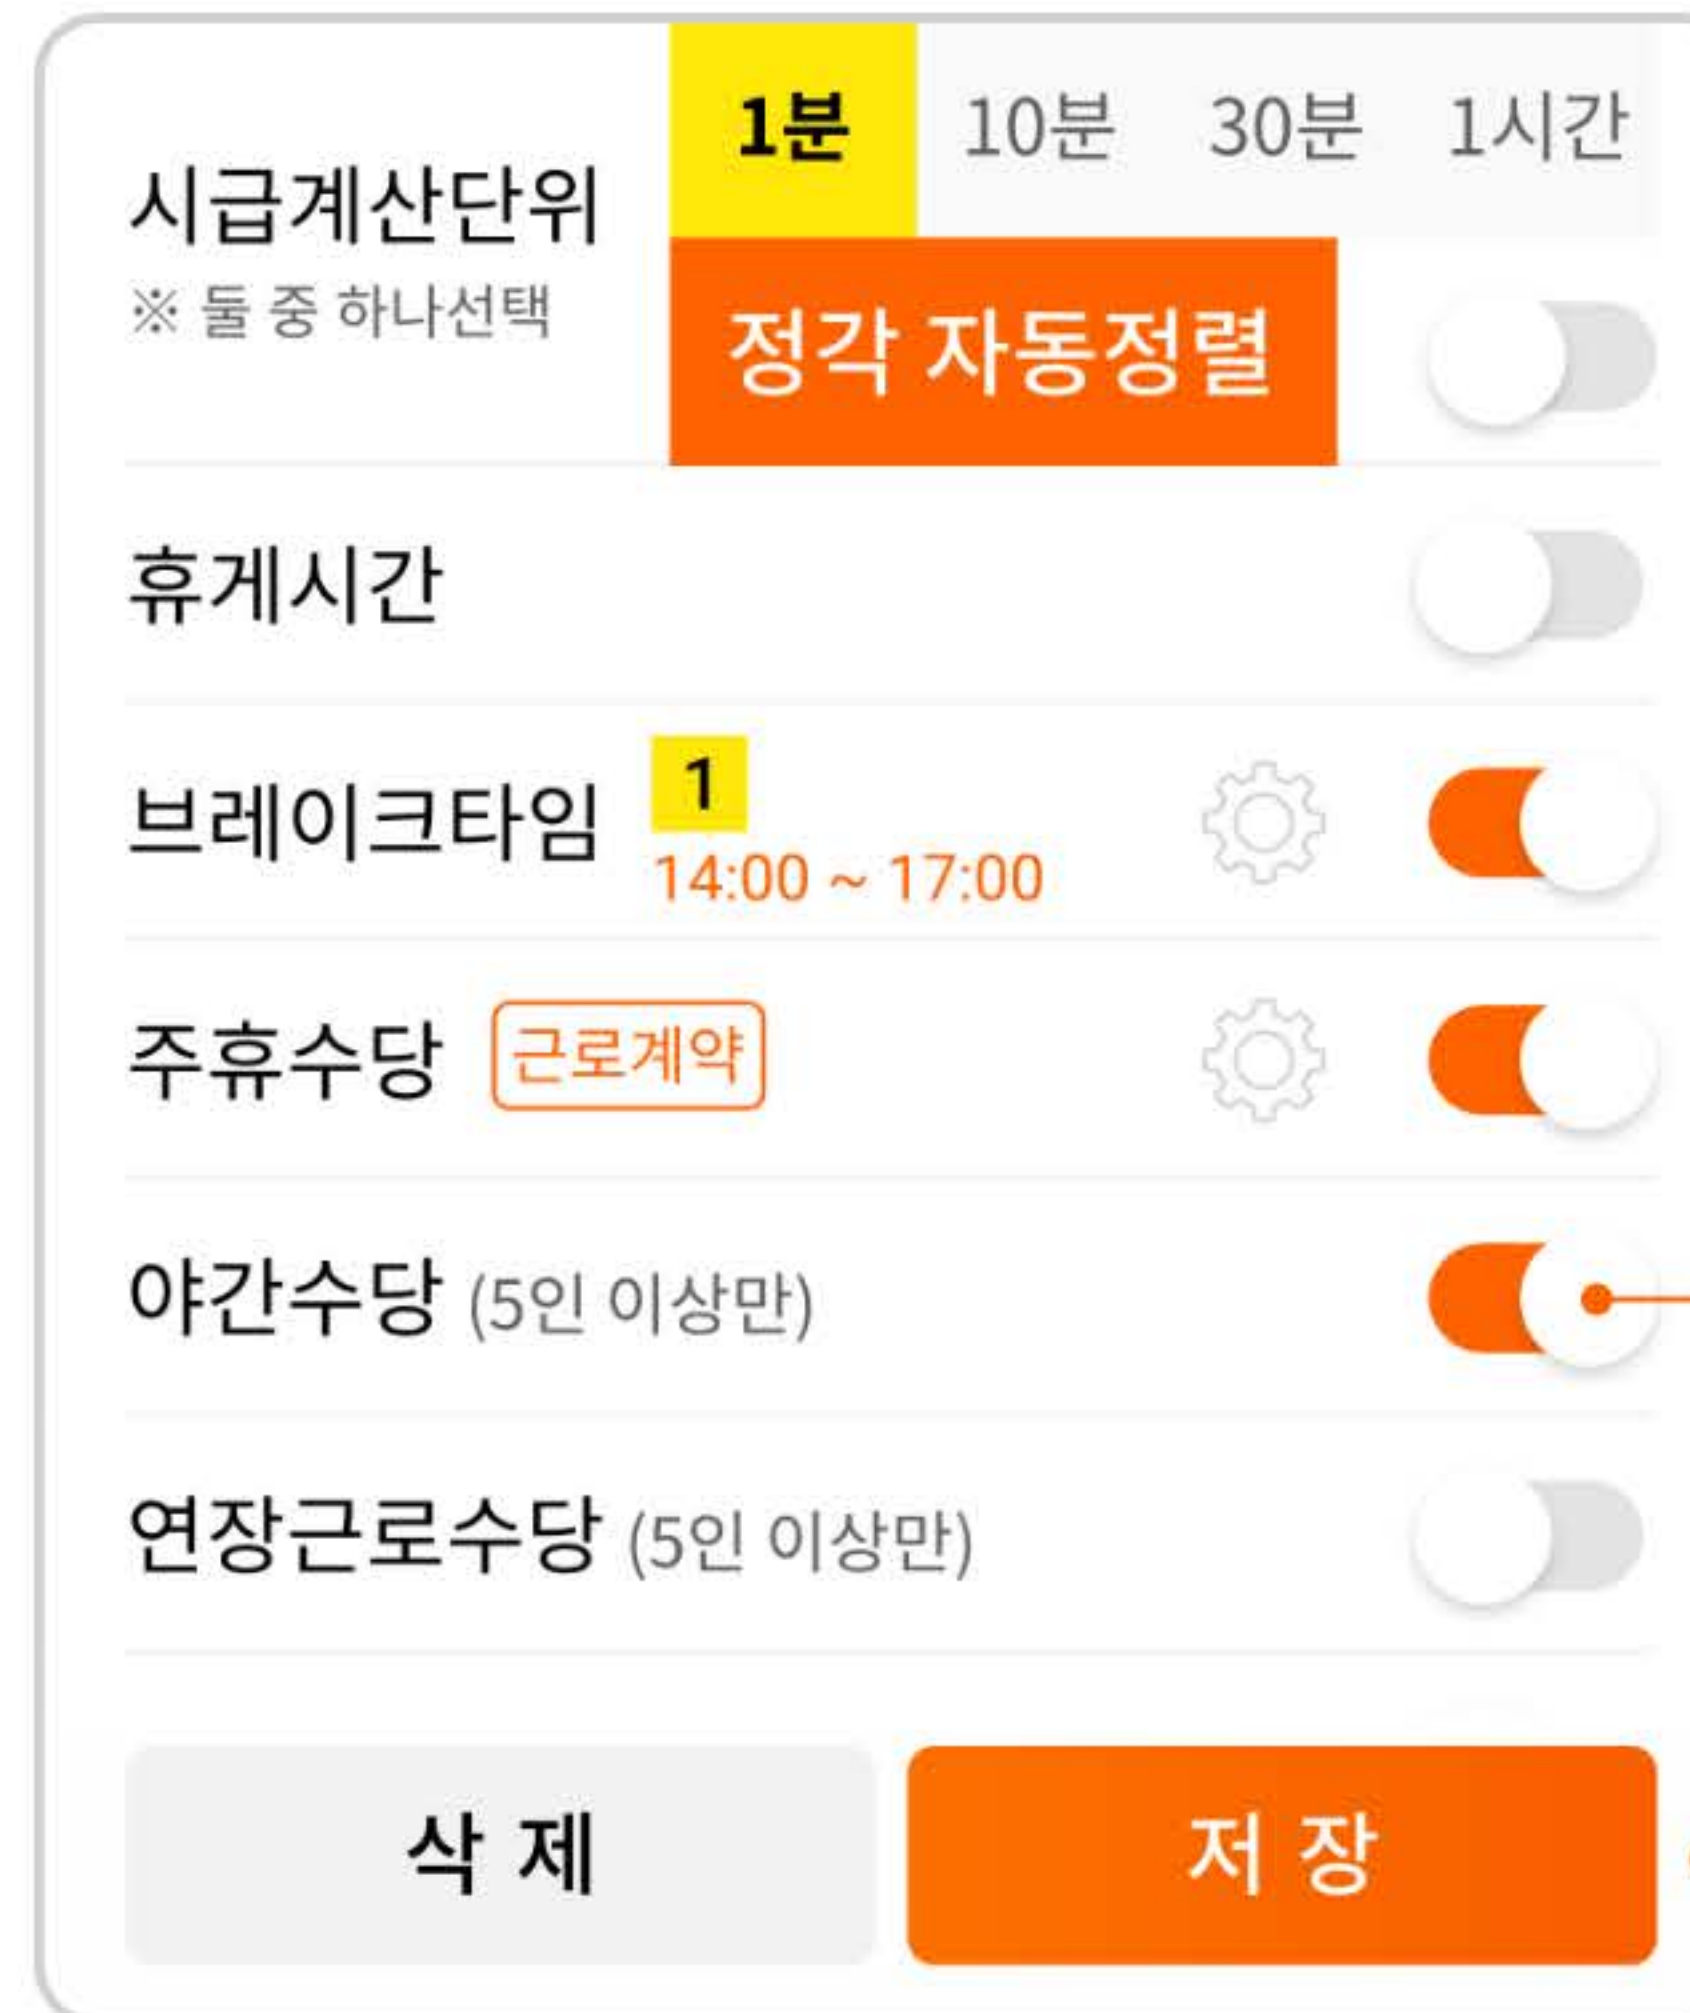 1분 10분 30분 1시간
시급계산단위
※ 둘 중 하나선택
정각 자동정렬
휴게시간
브레이크타임 1
14:00 ~ 17:00
주휴수당 근로계약
야간수당 (5인 이상만)
연장근로수당 (5인 이상만)
삭 제 저 장